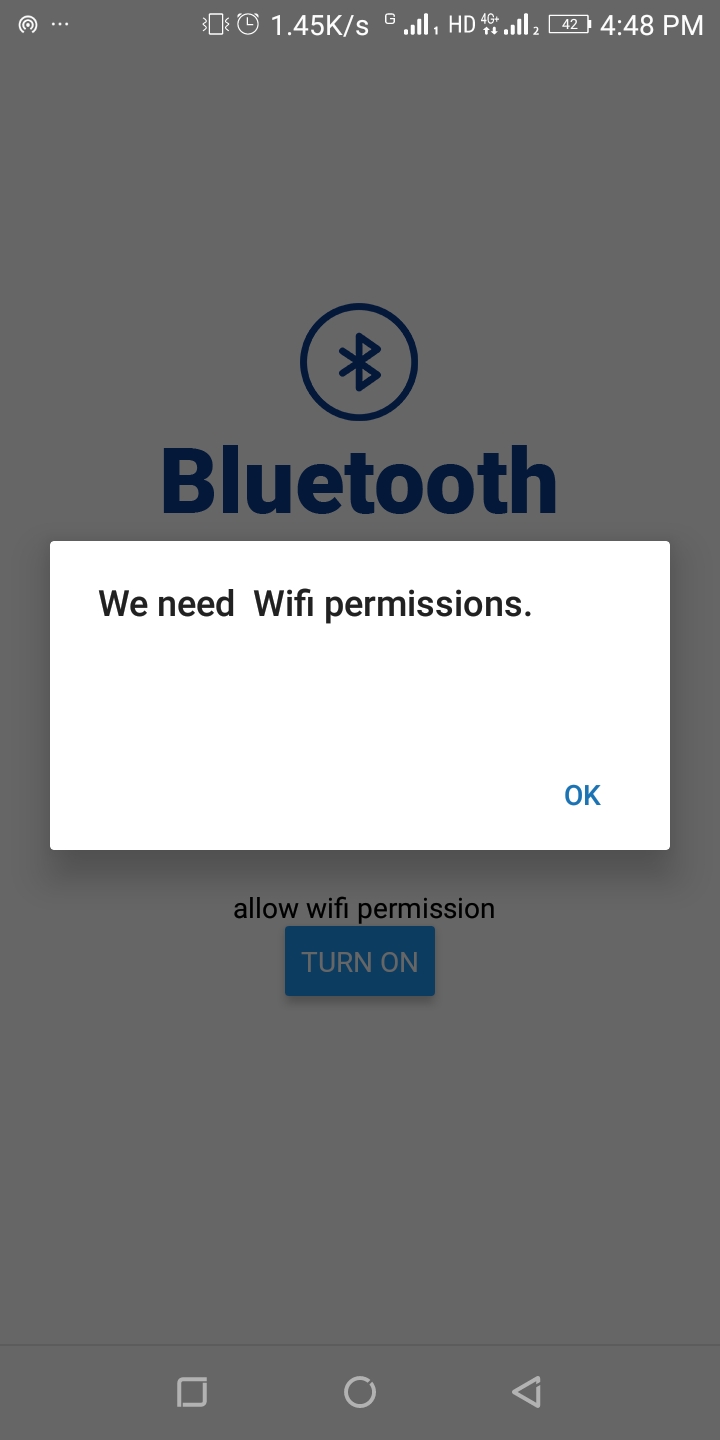 1.45K/s G 1 HD 4G+ 2 42 4:48 PM
Bluetooth
We need  Wifi permissions.
OK
allow wifi permission
TURN ON